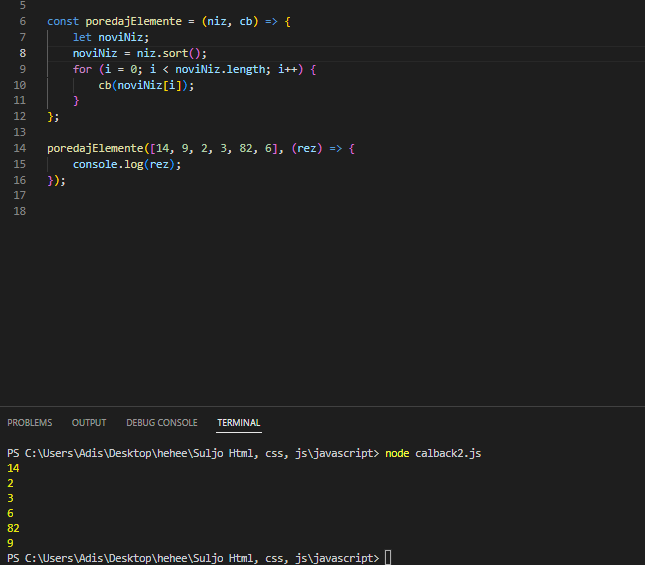 5
6 const poredajElemente = (niz, cb) => {
7 let noviNiz;
8 noviNiz = niz.sort();
9 for (i = 0; i < noviNiz.length; i++) {
10 cb(noviNiz[i]);
11 }
12 };
13
14 poredajElemente([14, 9, 2, 3, 82, 6], (rez) => {
15 console.log(rez);
16 });
17
18
PROBLEMS OUTPUT DEBUG CONSOLE TERMINAL
PS C:\Users\Adis\Desktop\hehee\Suljo Html, css, js\javascript> node calback2.js
14
2
3
6
82
9
PS C:\Users\Adis\Desktop\hehee\Suljo Html, css, js\javascript>